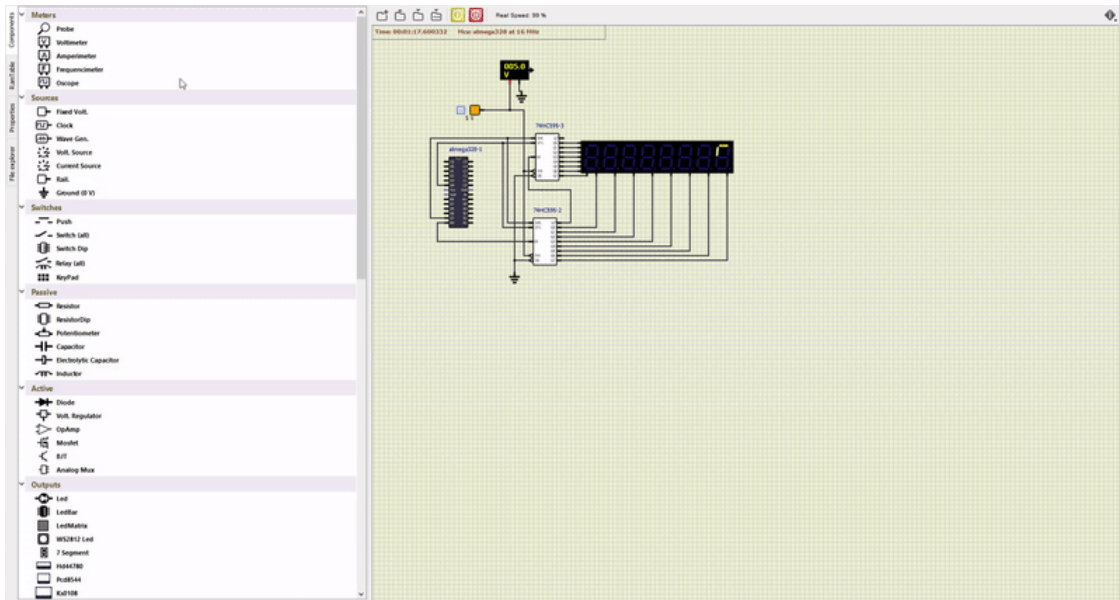 Components
RamTable
Properties
File explorer
Meters
Probe
Voltimeter
Amperimeter
Frequencimeter
Oscope
Sources
Fixed Volt.
Clock
Wave Gen.
Volt. Source
Current Source
Rail.
Ground (0 V)
Switches
Push
Switch (all)
Switch Dip
Relay (all)
KeyPad
Passive
Resistor
ResistorDip
Potentiometer
Capacitor
Electrolytic Capacitor
Inductor
Active
Diode
Volt. Regulator
OpAmp
Mosfet
BJT
Analog Mux
Outputs
Led
LedBar
LedMatrix
WS2812 Led
7 Segment
Hd44780
Pcd8544
Ks0108
Real Speed: 99 %
Time: 00:01:17.600332 Mcu: atmega328 at 16 MHz
005.0
V
5 V
atmega328-1